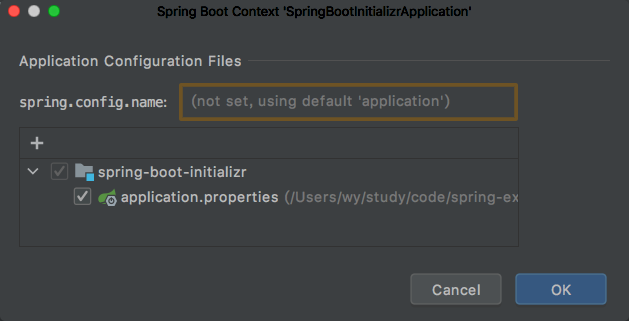 Spring Boot Context 'SpringBootInitializrApplication'
Application Configuration Files
spring.config.name: (not set, using default 'application')
+
spring-boot-initializr
application.properties (/Users/wy/study/code/spring-ex
Cancel OK